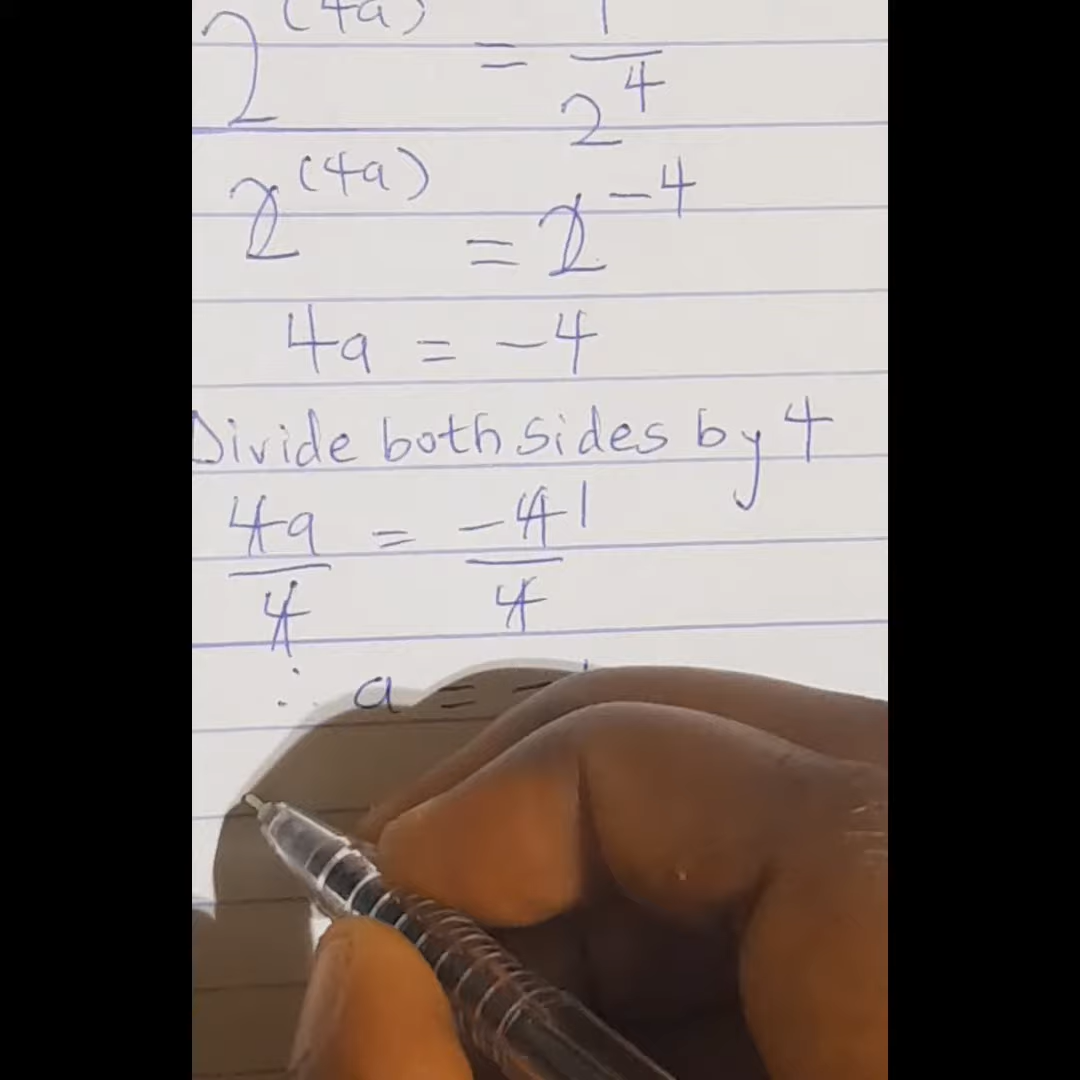 2^(4a) = 1/2^4
2^(4a) = 2^-4
4a = -4
Divide both sides by 4
4a/4 = -4 1/4
∴ a = -